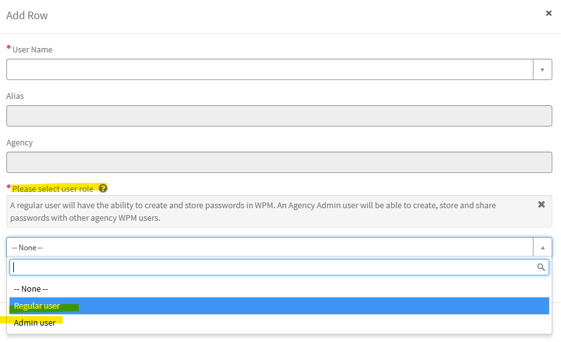 Add Row
×
* User Name
Alias
Agency
* Please select user role ?
A regular user will have the ability to create and store passwords in WPM. An Agency Admin user will be able to create, store and share
passwords with other agency WPM users.
-- None --
-- None --
Regular user
Admin user